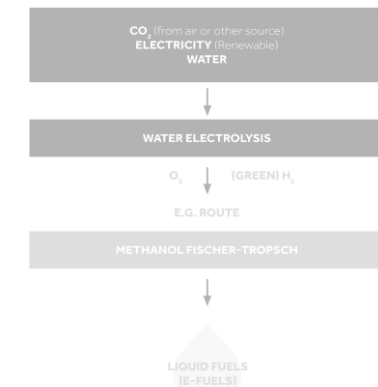 CO₂ (from air or other source)
ELECTRICITY (Renewable)
WATER
WATER ELECTROLYSIS
O₂ (GREEN) H₂
E.G. ROUTE
METHANOL FISCHER-TROPSCH
LIQUID FUELS
(E-FUELS)